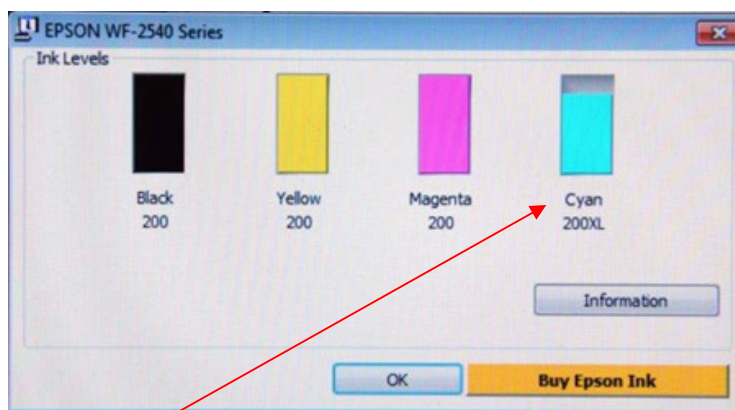 EPSON WF-2540 Series
Ink Levels
Black
200
Yellow
200
Magenta
200
Cyan
200XL
Information
OK
Buy Epson Ink